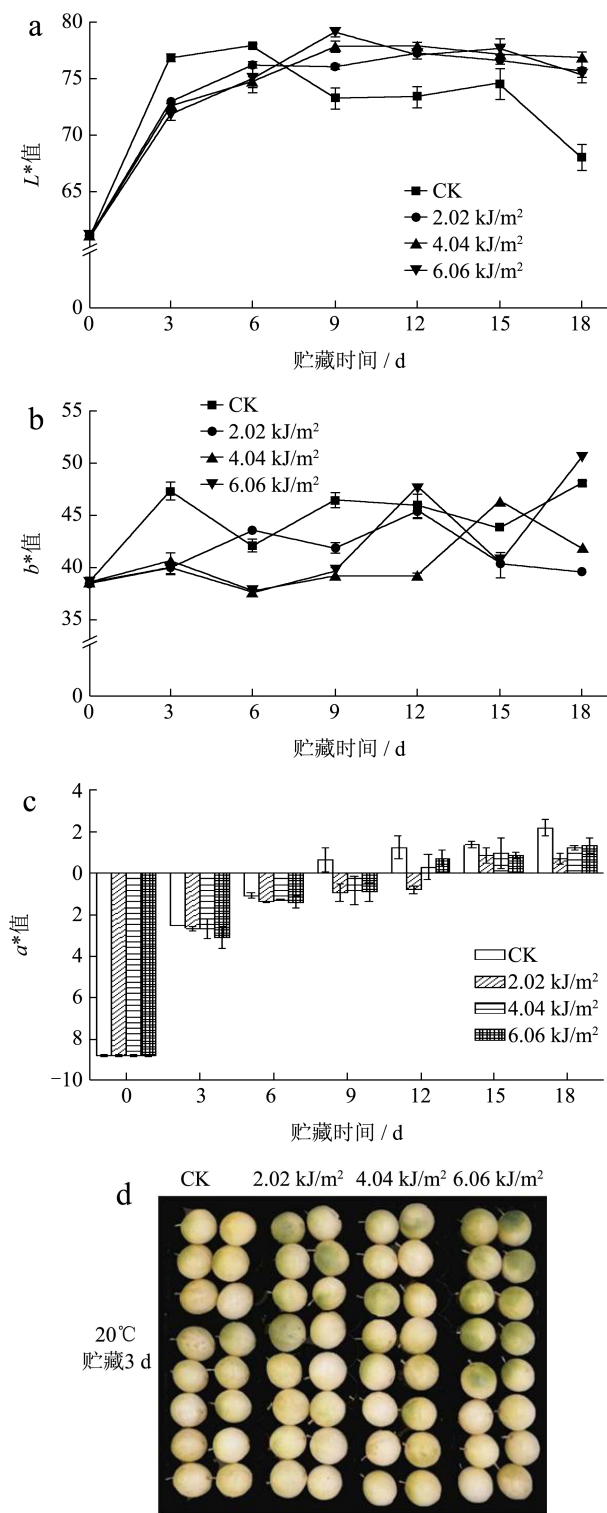 a
80
75
70
65
0
L*值
CK
2.02 kJ/m²
4.04 kJ/m²
6.06 kJ/m²
0 3 6 9 12 15 18
贮藏时间 / d
b
55
50
45
40
35
0
b*值
CK
2.02 kJ/m²
4.04 kJ/m²
6.06 kJ/m²
0 3 6 9 12 15 18
贮藏时间 / d
c
4
2
0
2
4
6
8
−10
a*值
CK
2.02 kJ/m²
4.04 kJ/m²
6.06 kJ/m²
0 3 6 9 12 15 18
贮藏时间 / d
d
CK 2.02 kJ/m² 4.04 kJ/m² 6.06 kJ/m²
20℃
贮藏3 d